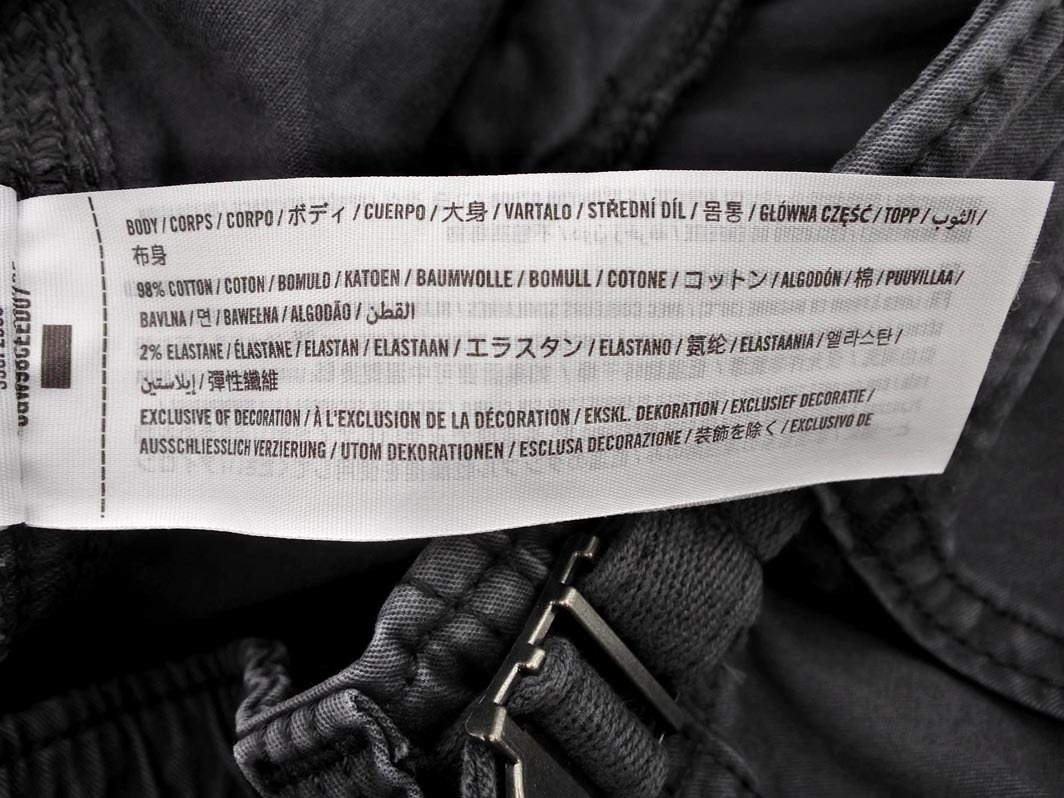 BODY / CORPS / CORPO / ボディ / CUERPO / 大身 / VARTALO / STŘEDNÍ DÍL / 몸통 / GŁÓWNA CZĘŚĆ / TOPP / الثوب /
布身
98% COTTON / COTON / BOMULD / KATOEN / BAUMWOLLE / BOMULL / COTONE / コットン / ALGODÓN / 棉 / PUUVILLAA /
BAVLNA / 면 / BAWEŁNA / ALGODÃO / القطن
2% ELASTANE / ÉLASTANE / ELASTAN / ELASTAAN / エラスタン / ELASTANO / 氨纶 / ELASTAANIA / 엘라스탄 /
إيلاستين / 彈性纖維
EXCLUSIVE OF DECORATION / À L'EXCLUSION DE LA DÉCORATION / EKSKL. DEKORATION / EXCLUSIEF DECORATIE /
AUSSCHLIESSLICH VERZIERUNG / UTOM DEKORATIONEN / ESCLUSA DECORAZIONE / 装飾を除く / EXCLUSIVO DE